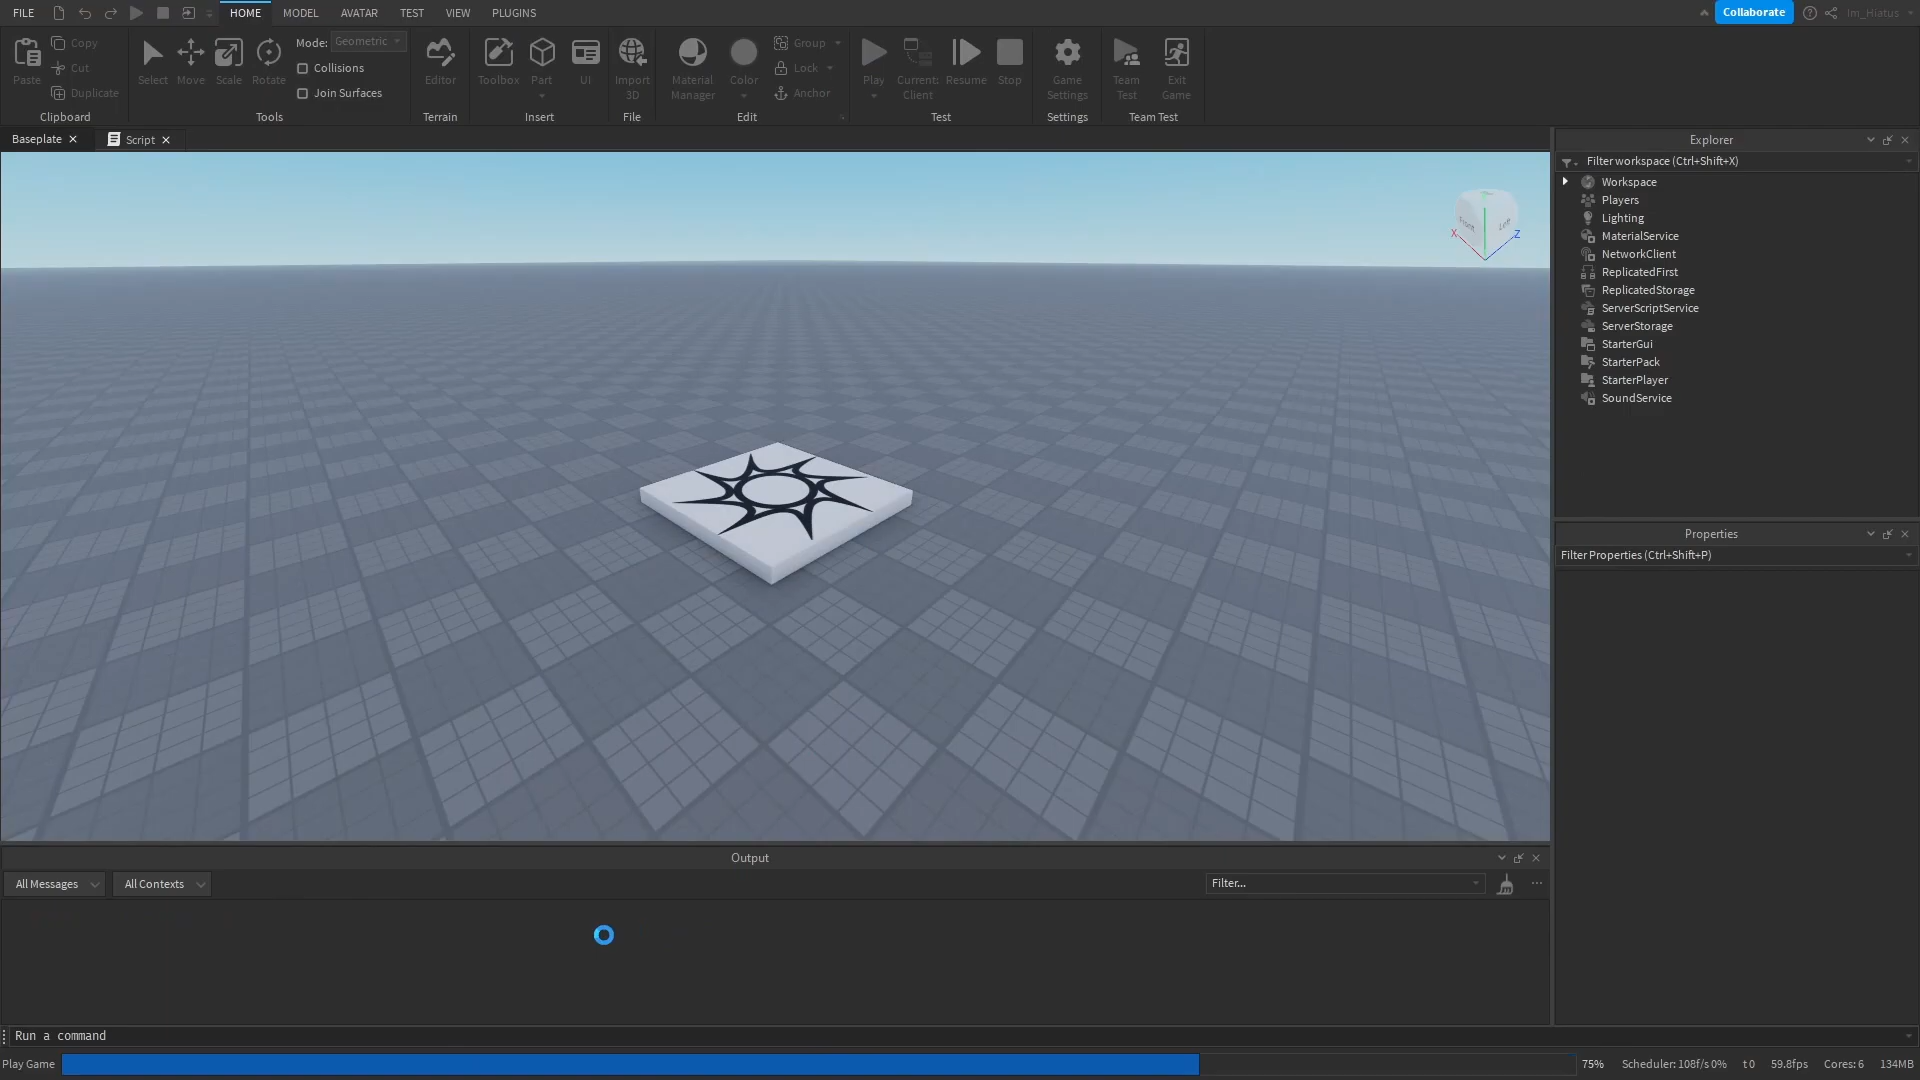 FILE HOME MODEL AVATAR TEST VIEW PLUGINS Collaborate Im_Hiatus
Paste Copy Cut Duplicate Clipboard
Select Move Scale Rotate Mode: Geometric Collisions Join Surfaces Tools
Editor Terrain
Toolbox Part UI Insert
Import 3D File
Material Manager Color Group Lock Anchor Edit
Play Current: Client Resume Stop Test
Game Settings Settings
Team Test Exit Game Team Test
Baseplate Script
X Z
Front Left
Explorer
Filter workspace (Ctrl+Shift+X)
Workspace
Players
Lighting
MaterialService
NetworkClient
ReplicatedFirst
ReplicatedStorage
ServerScriptService
ServerStorage
StarterGui
StarterPack
StarterPlayer
SoundService
Properties
Filter Properties (Ctrl+Shift+P)
Output
All Messages All Contexts Filter... ...
Run a command
Play Game 75% Scheduler: 108f/s 0% t 0 59.8fps Cores: 6 134MB